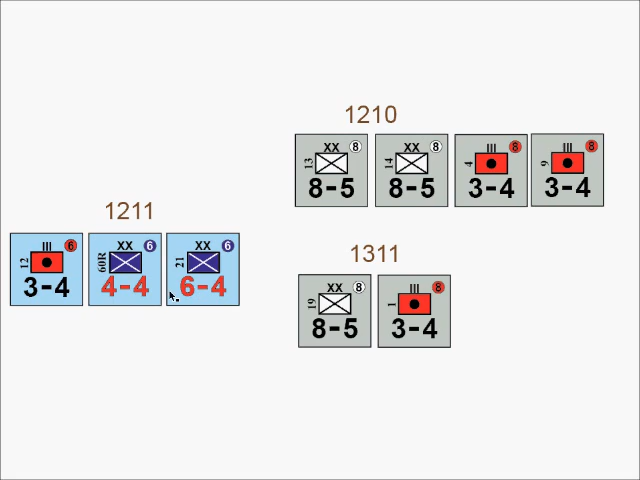 1210
XX 8 13 8-5
XX 8 14 8-5
III 8 4 3-4
III 8 9 3-4
1211
III 6 12 3-4
XX 6 60R 4-4
XX 6 21 6-4
1311
XX 8 19 8-5
III 8 1 3-4